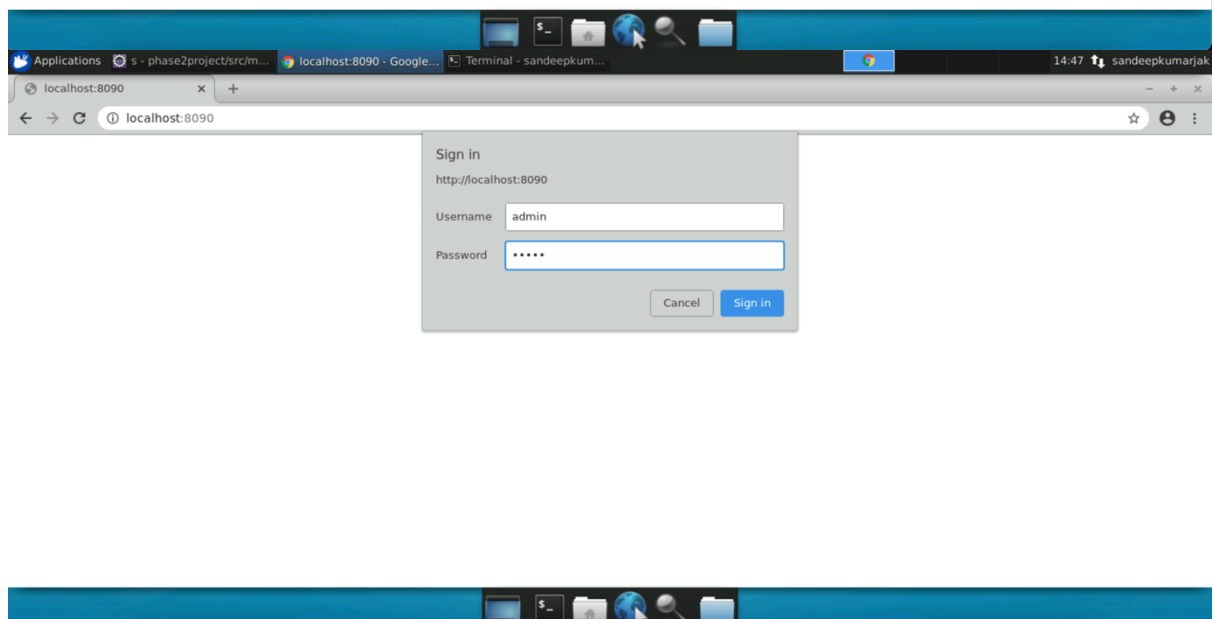 $_
Applications s - phase2project/src/m... localhost:8090 - Google... Terminal - sandeepkum... 14:47 sandeepkumarjak
localhost:8090
localhost:8090
Sign in
http://localhost:8090
Username admin
Password •••••
Cancel Sign in
$_